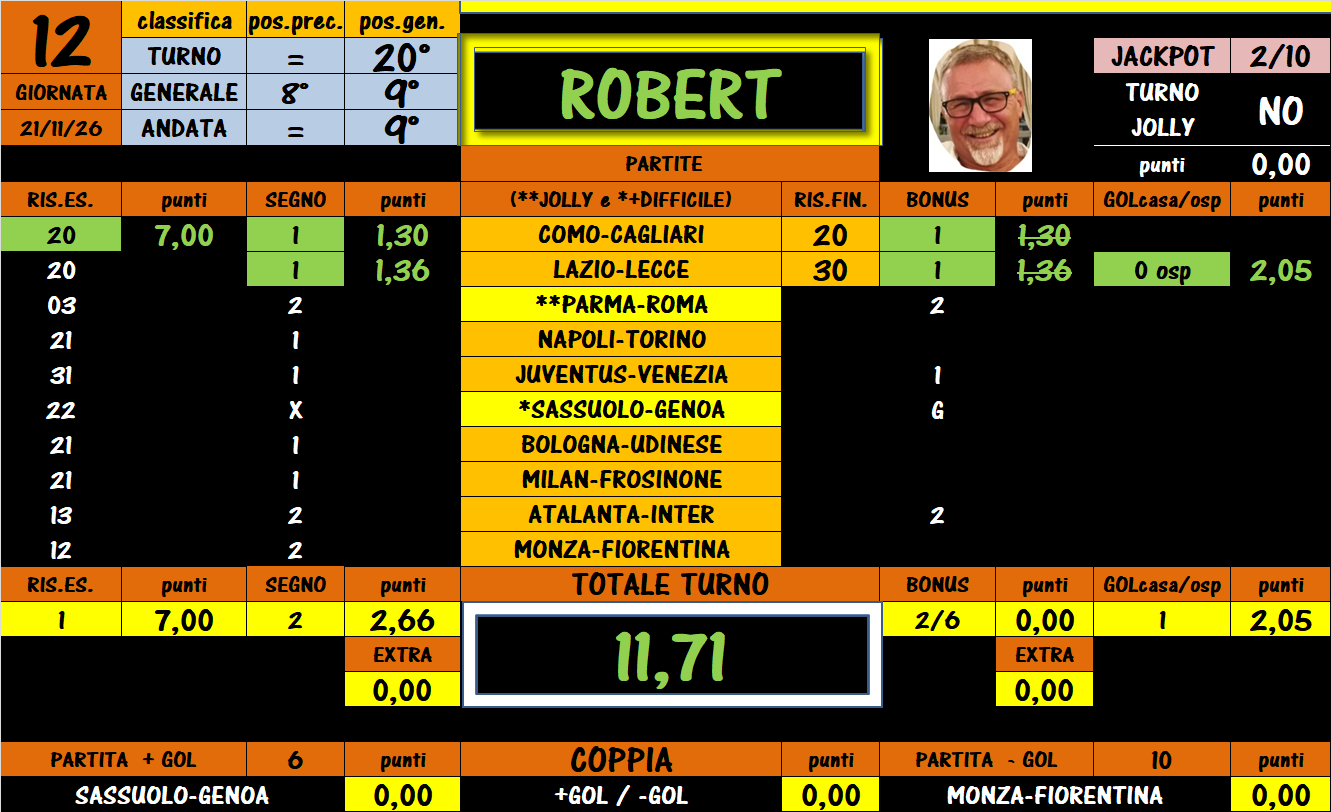 12 classifica pos.prec. pos.gen.
TURNO = 20° ROBERT JACKPOT 2/10
GIORNATA GENERALE 8° 9° TURNO JOLLY NO
21/11/26 ANDATA = 9°
PARTITE punti 0,00
RIS.ES. punti SEGNO punti (**JOLLY e *+DIFFICILE) RIS.FIN. BONUS punti GOLcasa/osp punti
20 7,00 1 1,30 COMO-CAGLIARI 20 1 1,30
20 1 1,36 LAZIO-LECCE 30 1 1,36 0 osp 2,05
03 2 **PARMA-ROMA 2
21 1 NAPOLI-TORINO
31 1 JUVENTUS-VENEZIA 1
22 X *SASSUOLO-GENOA G
21 1 BOLOGNA-UDINESE
21 1 MILAN-FROSINONE
13 2 ATALANTA-INTER 2
12 2 MONZA-FIORENTINA
RIS.ES. punti SEGNO punti TOTALE TURNO BONUS punti GOLcasa/osp punti
1 7,00 2 2,66 11,71 2/6 0,00 1 2,05
EXTRA EXTRA
0,00 0,00
PARTITA + GOL 6 punti COPPIA punti PARTITA - GOL 10 punti
SASSUOLO-GENOA 0,00 +GOL / -GOL 0,00 MONZA-FIORENTINA 0,00